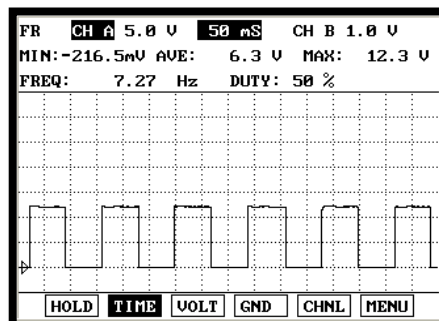 FR CH A 5.0 V 50 mS CH B 1.0 V
MIN:-216.5mV AVE: 6.3 V MAX: 12.3 V
FREQ: 7.27 Hz DUTY: 50 %
HOLD TIME VOLT GND CHNL MENU